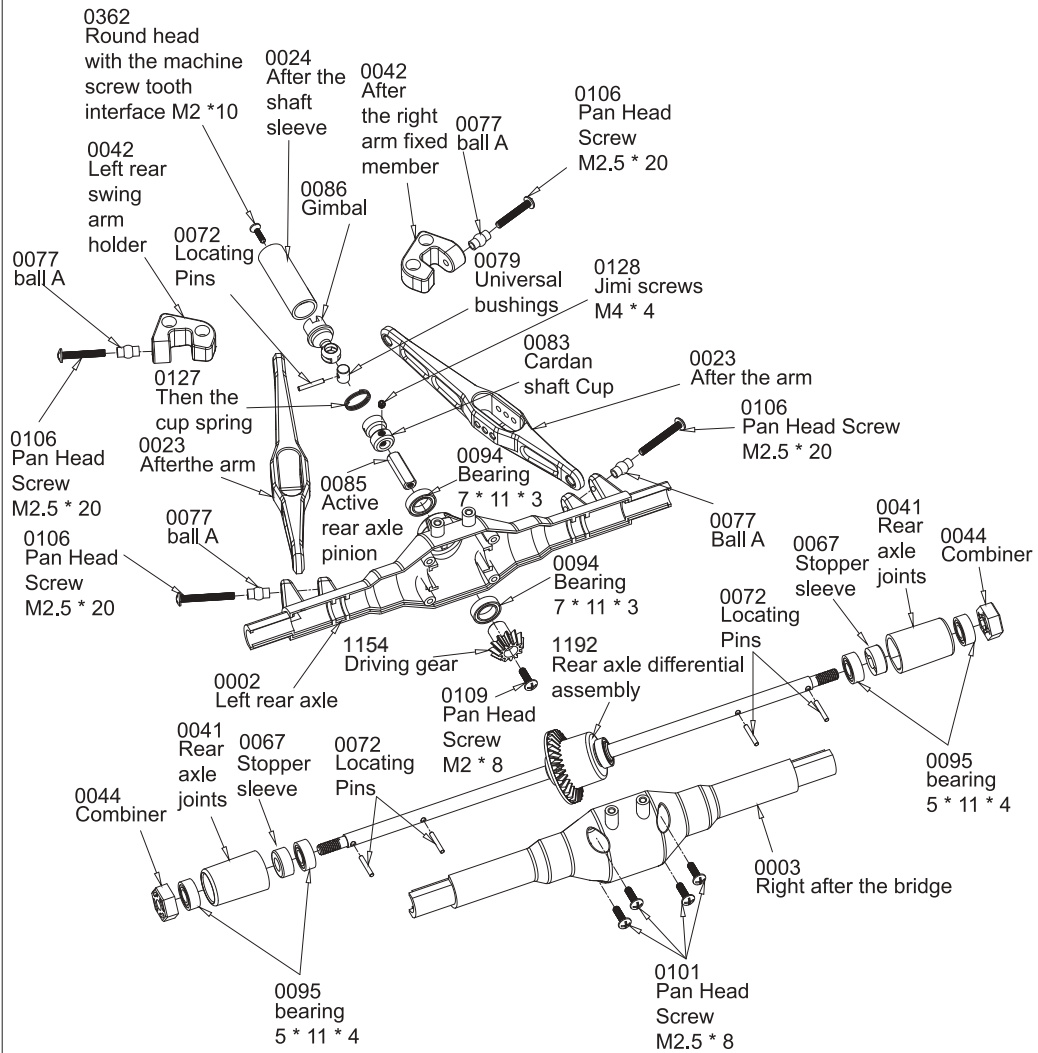 0362
Round head
with the machine
screw tooth
interface M2 *10
0024
After the
shaft
sleeve
0042
After
the right
arm fixed
member
0077
ball A
0106
Pan Head
Screw
M2.5 * 20
0042
Left rear
swing
arm
holder
0086
Gimbal
0072
Locating
Pins
0079
Universal
bushings
0128
Jimi screws
M4 * 4
0077
ball A
0083
Cardan
shaft Cup
0023
After the arm
0127
Then the
cup spring
0106
Pan Head Screw
M2.5 * 20
0106
Pan Head
Screw
M2.5 * 20
0023
Afterthe arm
0085
Active
rear axle
pinion
0094
Bearing
7 * 11 * 3
0077
ball A
0077
Ball A
0041
Rear
axle
joints
0044
Combiner
0067
Stopper
sleeve
0106
Pan Head
Screw
M2.5 * 20
0094
Bearing
7 * 11 * 3
0072
Locating
Pins
1154
Driving gear
1192
Rear axle differential
assembly
0002
Left rear axle
0109
Pan Head
Screw
M2 * 8
0041
Rear
axle
joints
0067
Stopper
sleeve
0072
Locating
Pins
0044
Combiner
0095
bearing
5 * 11 * 4
0003
Right after the bridge
0095
bearing
5 * 11 * 4
0101
Pan Head
Screw
M2.5 * 8